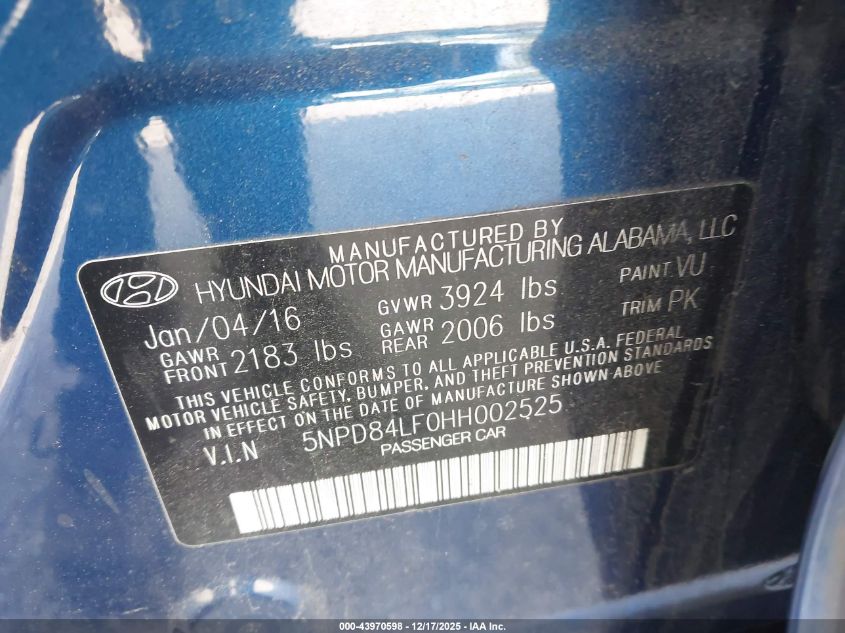 MANUFACTURED BY
HYUNDAI MOTOR MANUFACTURING ALABAMA, LLC
Jan/04/16 GVWR 3924 lbs PAINT VU
GAWR FRONT 2183 lbs GAWR REAR 2006 lbs TRIM PK
THIS VEHICLE CONFORMS TO ALL APPLICABLE U.S.A. FEDERAL
MOTOR VEHICLE SAFETY, BUMPER, AND THEFT PREVENTION STANDARDS
IN EFFECT ON THE DATE OF MANUFACTURE SHOWN ABOVE
V.I.N 5NPD84LF0HH002525
PASSENGER CAR
000-43970598 - 12/17/2025 - IAA Inc.